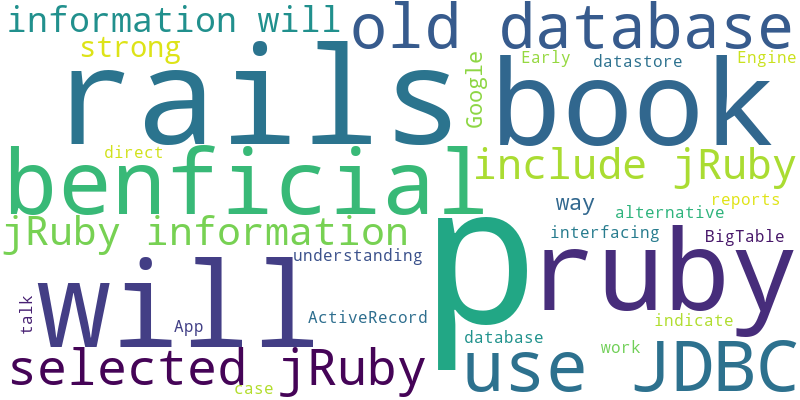 information will
old database
strong
rails
Google
Early
datastore
Engine
book
direct
benficial
include jRuby
way
reports
alternative
jRuby information
p
interfacing
BigTable
ruby
understanding
will
talk
App
ActiveRecord
indicate
database
work
selected jRuby
use JDBC
case